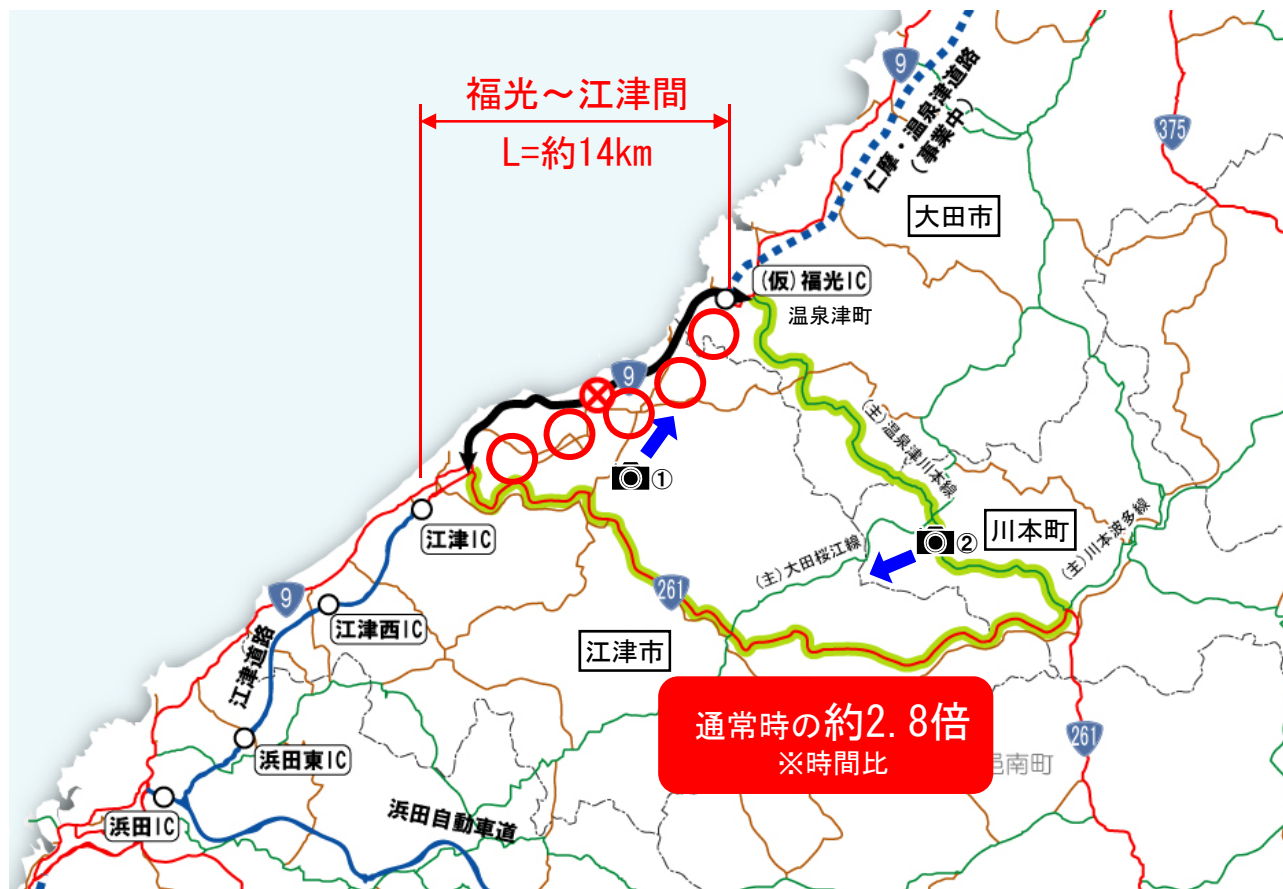 福光～江津間
L=約14km
9
仁摩・温泉津道路
(事業中)
375
大田市
(仮)福光IC
温泉津町
9
①
(主)温泉津川本線
川本町
②
(主)川本波多線
(主)大田桜江線
江津IC
261
9
江津西IC
江津市
江津道路
通常時の約2.8倍
※時間比
261
邑南町
浜田東IC
浜田自動車道
浜田IC